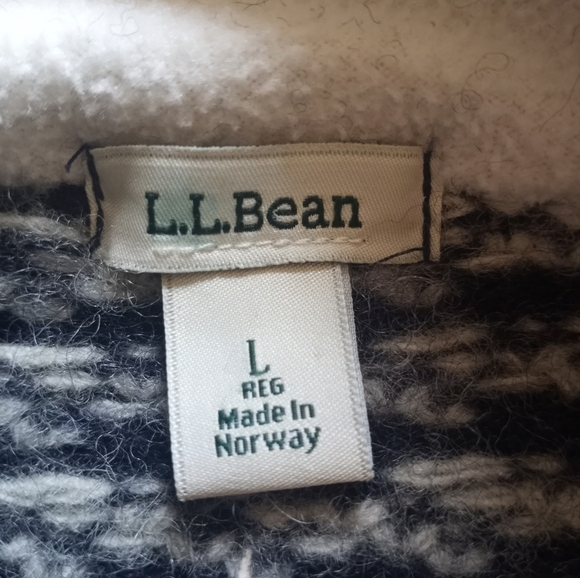 L.L.Bean
L
REG
Made In
Norway